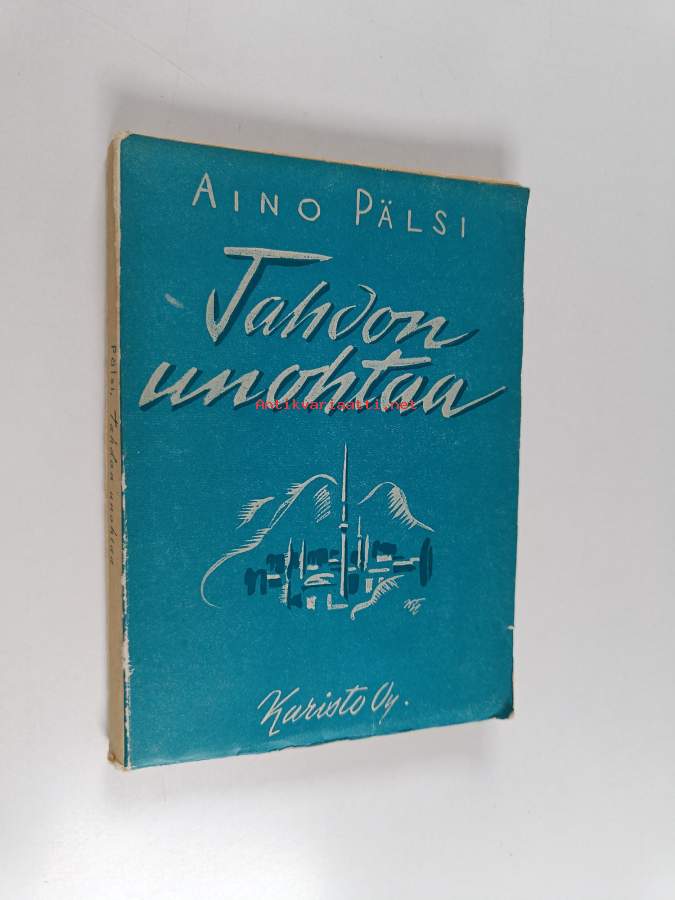 AINO PÄLSI
Tahdon
unohtaa
Antikvariaatti.net
Karisto Oy.
Pälsi, Tahdon unohtaa